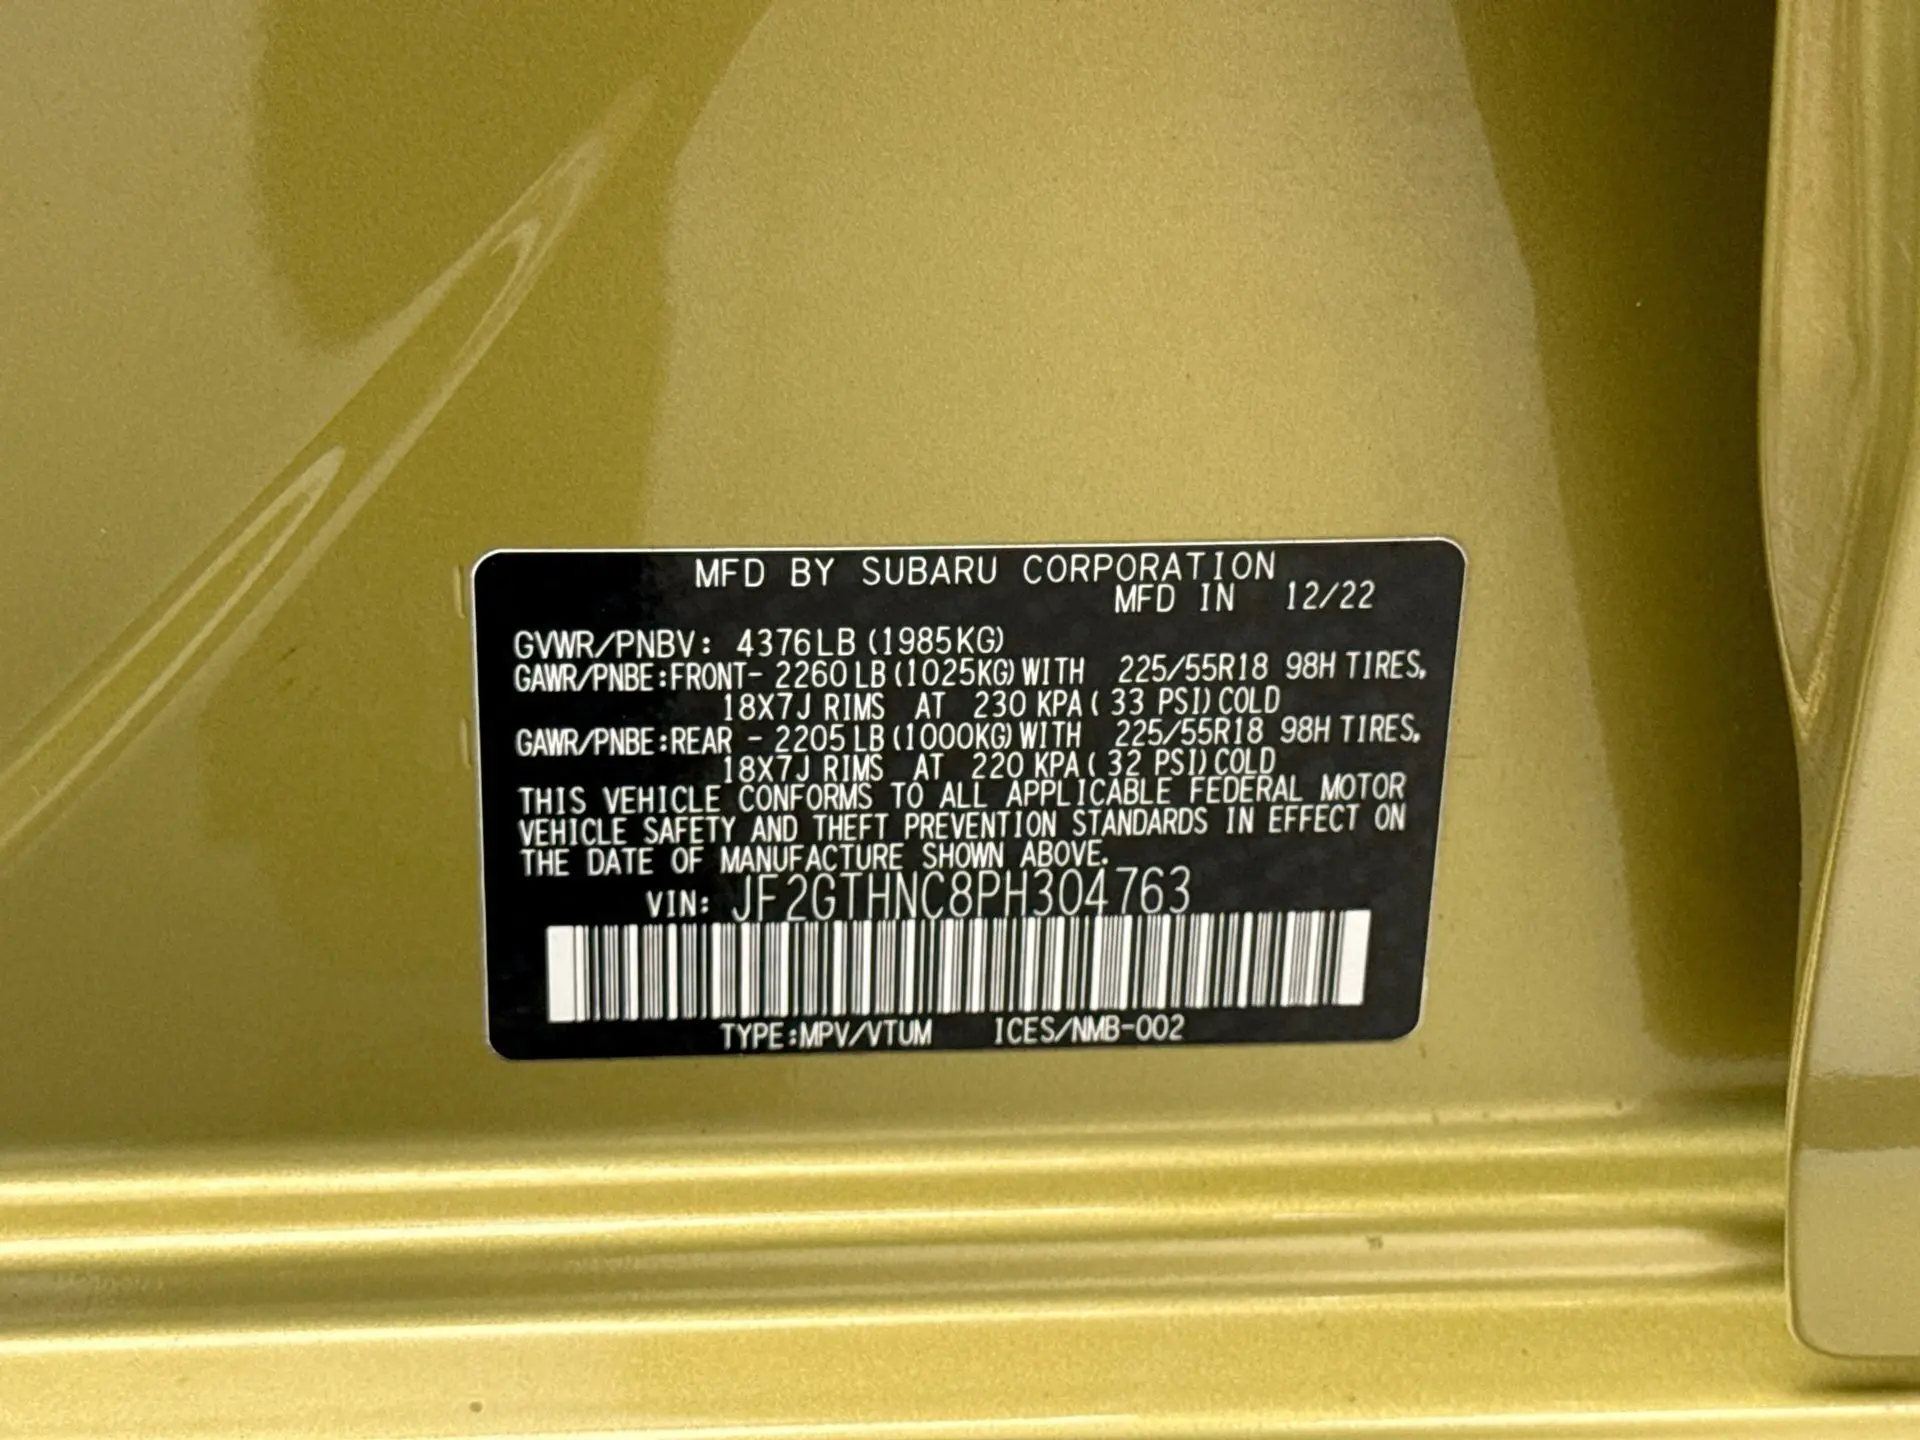 MFD BY SUBARU CORPORATION
MFD IN 12/22
GVWR/PNBV: 4376LB (1985KG)
GAWR/PNBE:FRONT- 2260LB (1025KG)WITH 225/55R18 98H TIRES,
18X7J RIMS AT 230 KPA( 33 PSI)COLD
GAWR/PNBE:REAR - 2205LB (1000KG)WITH 225/55R18 98H TIRES,
18X7J RIMS AT 220 KPA( 32 PSI)COLD
THIS VEHICLE CONFORMS TO ALL APPLICABLE FEDERAL MOTOR
VEHICLE SAFETY AND THEFT PREVENTION STANDARDS IN EFFECT ON
THE DATE OF MANUFACTURE SHOWN ABOVE.
VIN: JF2GTHNC8PH304763
TYPE:MPV/VTUM ICES/NMB-002